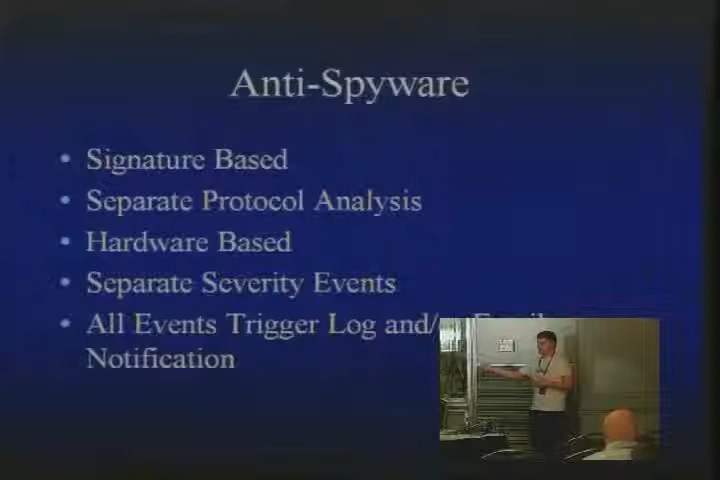 Anti-Spyware
• Signature Based
• Separate Protocol Analysis
• Hardware Based
• Separate Severity Events
• All Events Trigger Log and/
Notification